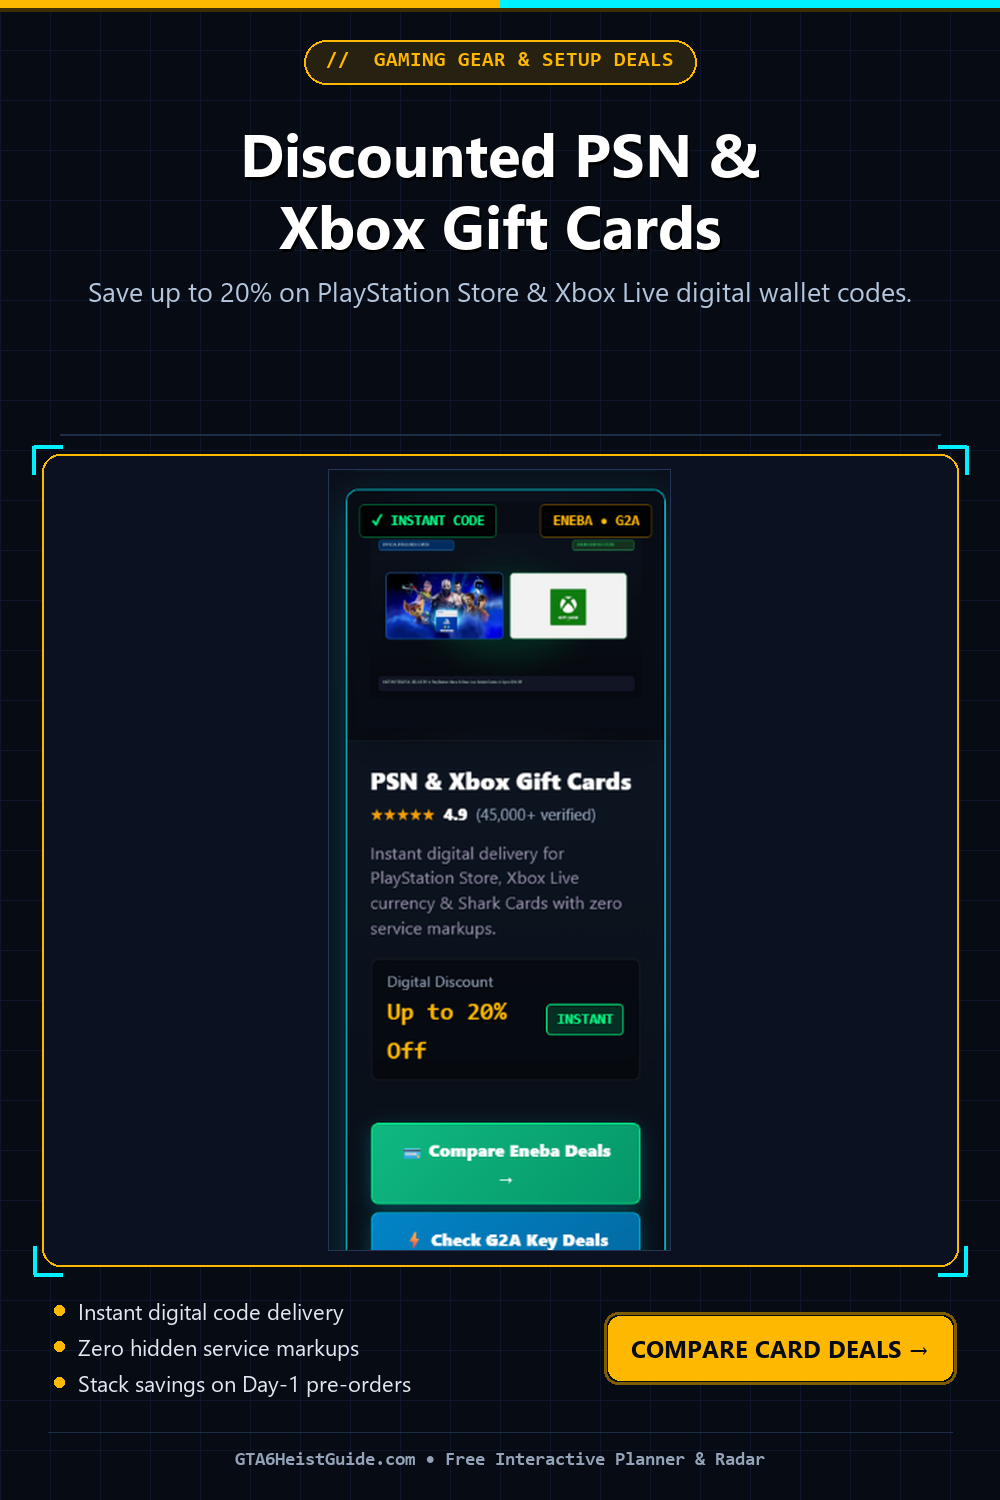 // GAMING GEAR & SETUP DEALS
Discounted PSN &
Xbox Gift Cards
Save up to 20% on PlayStation Store & Xbox Live digital wallet codes.
✓ INSTANT CODE
ENEBA • G2A
PSN & Xbox Gift Cards
★★★★★ 4.9 (45,000+ verified)
Instant digital delivery for
PlayStation Store, Xbox Live
currency & Shark Cards with zero
service markups.
Digital Discount
Up to 20%
Off
INSTANT
Compare Eneba Deals
→
Check G2A Key Deals
• Instant digital code delivery
• Zero hidden service markups
• Stack savings on Day-1 pre-orders
COMPARE CARD DEALS →
GTA6HeistGuide.com • Free Interactive Planner & Radar